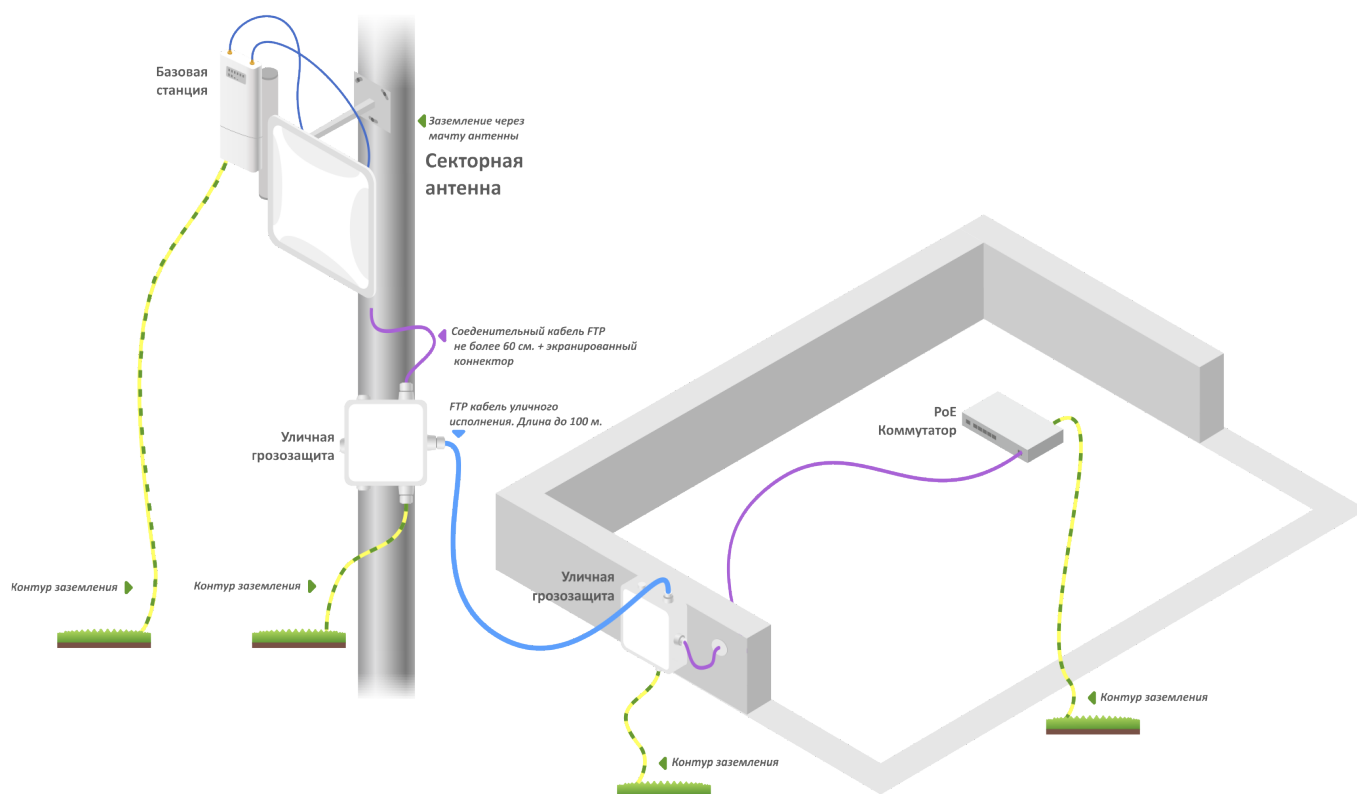 Базовая
станция
Заземление через
мачту антенны
Секторная
антенна
Соеденительный кабель FTP
не более 60 см. + экранированный
коннектор
FTP кабель уличного
исполнения. Длина до 100 м.
Уличная
грозозащита
PoE
Коммутатор
Контур заземления
Контур заземления
Уличная
грозозащита
Контур заземления
Контур заземления